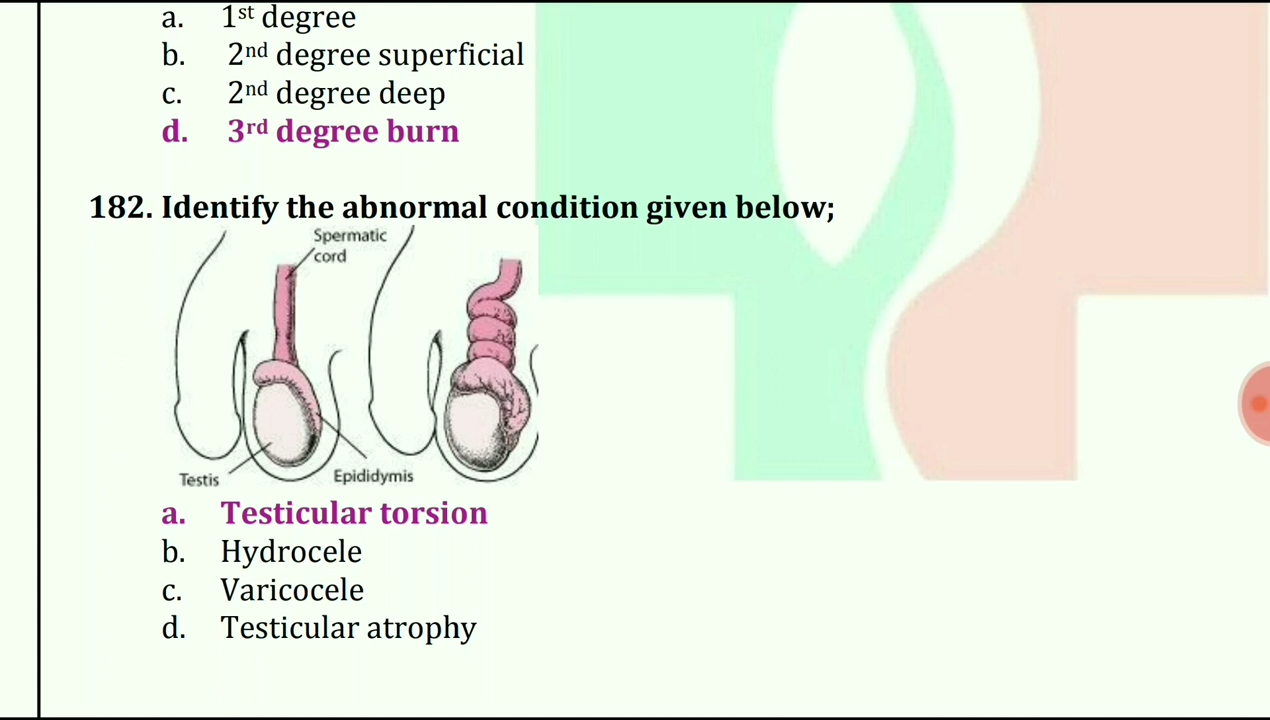 a. 1st degree
b. 2nd degree superficial
c. 2nd degree deep
d. 3rd degree burn
182. Identify the abnormal condition given below;
Spermatic
cord
Testis
Epididymis
a. Testicular torsion
b. Hydrocele
c. Varicocele
d. Testicular atrophy